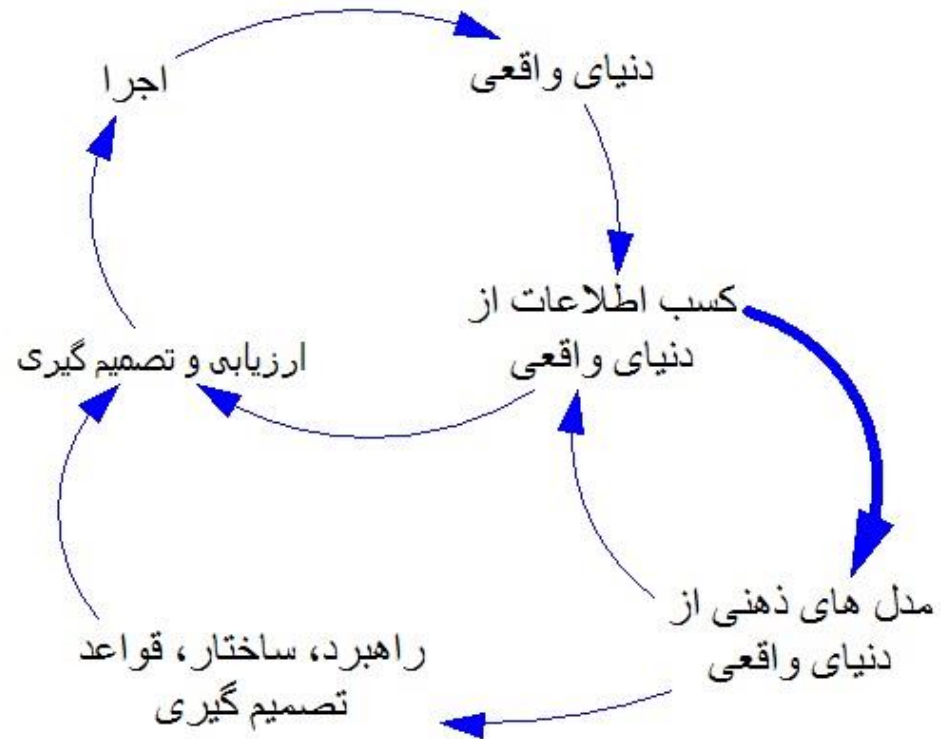 دنیای واقعی
اجرا
کسب اطلاعات از
دنیای واقعی
ارزیابی و تصمیم گیری
مدل های ذهنی از
دنیای واقعی
راهبرد، ساختار، قواعد
تصمیم گیری